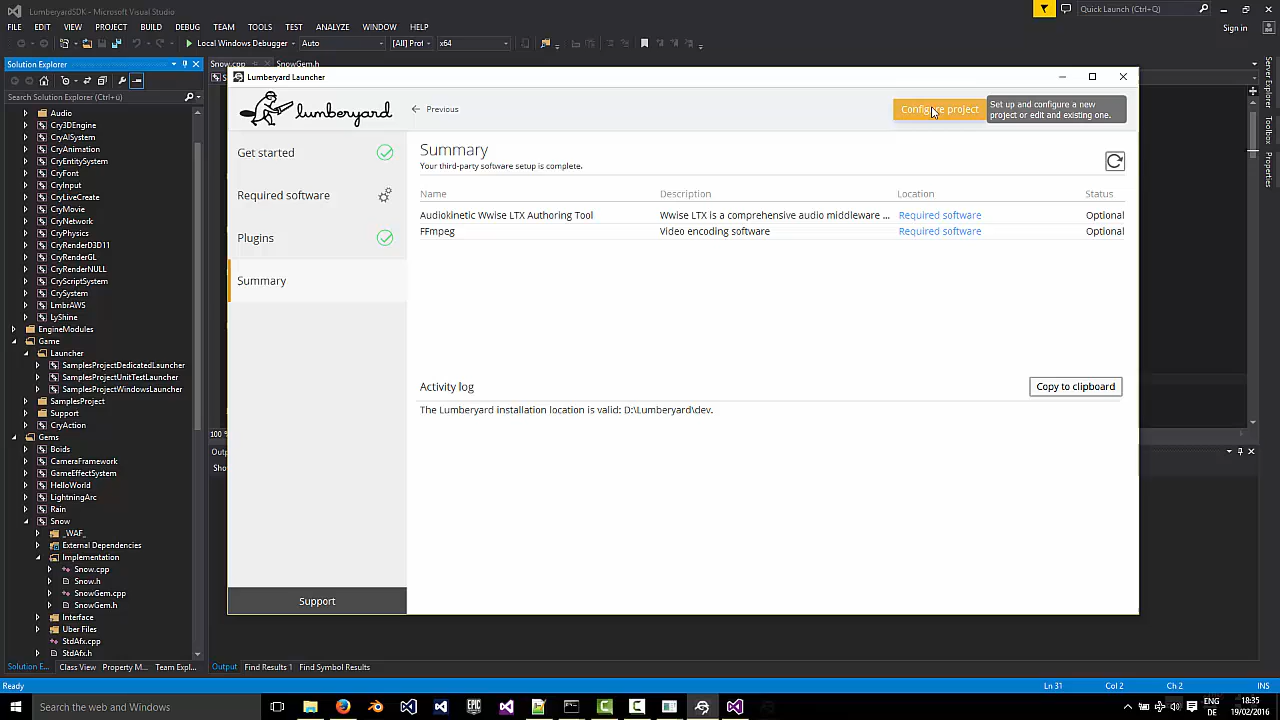 LumberyardSDK - Microsoft Visual Studio
Quick Launch (Ctrl+Q)
FILE EDIT VIEW PROJECT BUILD DEBUG TEAM TOOLS TEST ANALYZE WINDOW HELP
Sign in
Local Windows Debugger Auto [All] Prof x64
Solution Explorer
Search Solution Explorer (Ctrl+ü)
Audio
Cry3DEngine
CryAISystem
CryAnimation
CryEntitySystem
CryFont
CryInput
CryLiveCreate
CryMovie
CryNetwork
CryPhysics
CryRenderD3D11
CryRenderGL
CryRenderNULL
CryScriptSystem
CrySystem
LmbrAWS
LyShine
EngineModules
Game
Launcher
SamplesProjectDedicatedLauncher
SamplesProjectUnitTestLauncher
SamplesProjectWindowsLauncher
SamplesProject
Support
CryAction
Gems
Boids
CameraFramework
GameEffectSystem
HelloWorld
LightningArc
Rain
Snow
_WAF_
External Dependencies
Implementation
Snow.cpp
Snow.h
SnowGem.cpp
SnowGem.h
Interface
Uber Files
StdAfx.cpp
StdAfx.h
Solution E... Class View Property M... Team Expl...
Snow.cpp SnowGem.h
100 %
Lumberyard Launcher
lumberyard
Previous
Configure project
Set up and configure a new
project or edit and existing one.
Get started
Required software
Plugins
Summary
Support
Summary
Your third-party software setup is complete.
Name Description Location Status
Audiokinetic Wwise LTX Authoring Tool Wwise LTX is a comprehensive audio middleware ... Required software Optional
FFmpeg Video encoding software Required software Optional
Activity log
Copy to clipboard
The Lumberyard installation location is valid: D:\Lumberyard\dev.
Server Explorer
Toolbox
Properties
Output Find Results 1 Find Symbol Results
Ready
Ln 31 Col 2 Ch 2 INS
Search the web and Windows
ENG
DE
18:35
19/02/2016